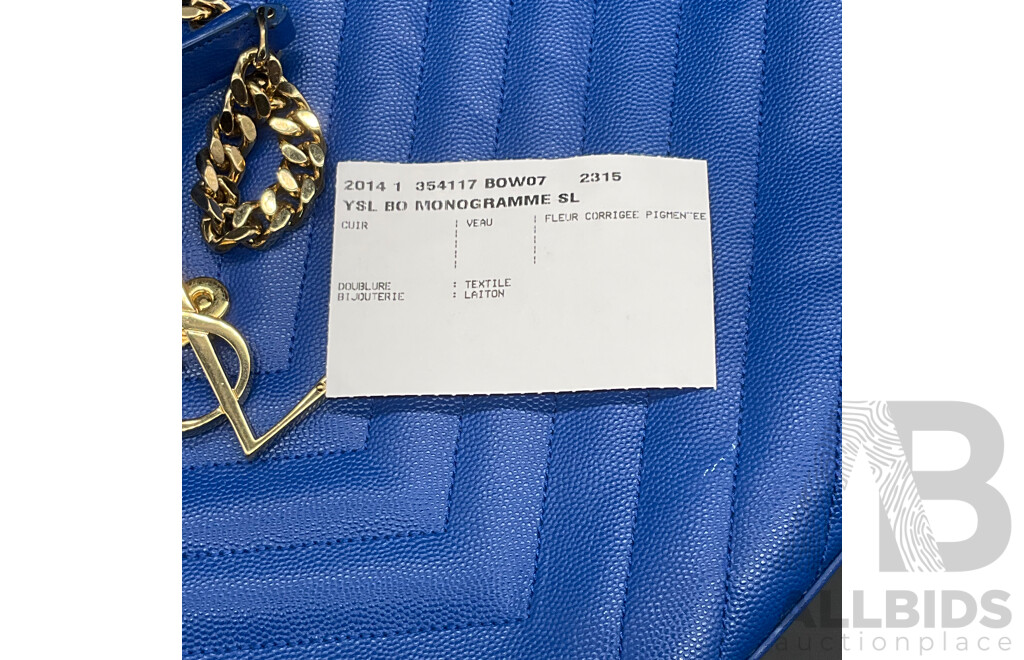 2014 1 354117 BOW07 2315
YSL BO MONOGRAMME SL
CUIR ¦ VEAU ¦ FLEUR CORRIGEE PIGMENTEE
DOUBLURE : TEXTILE
BIJOUTERIE : LAITON
AB
ALLBIDS
auctionplace